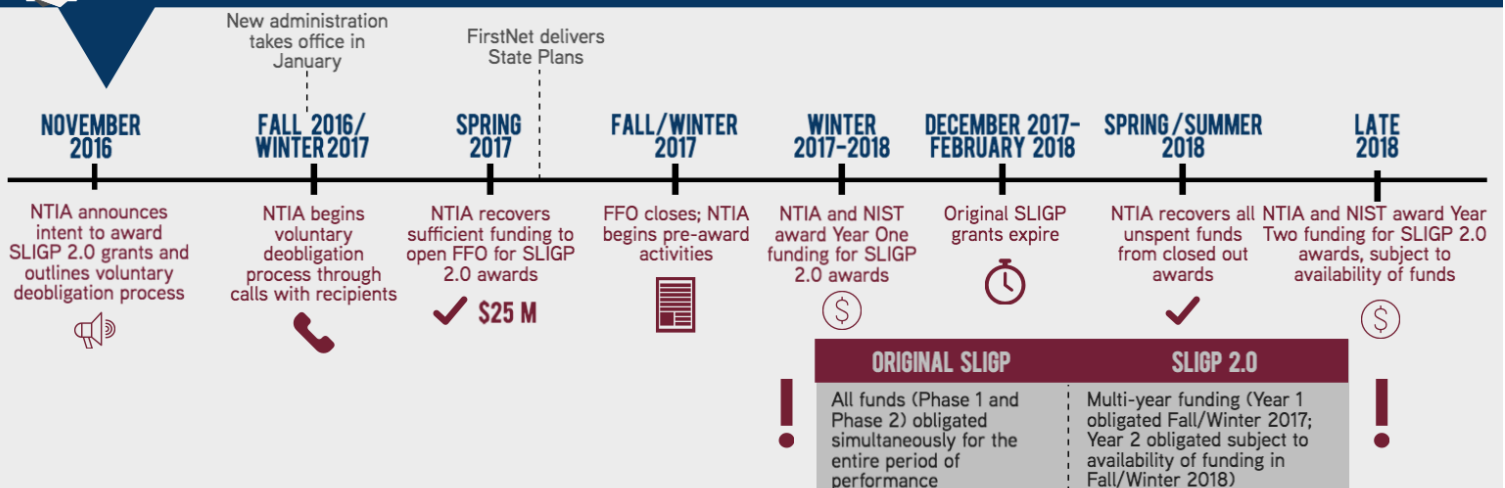 New administration
takes office in
January
FirstNet delivers
State Plans
NOVEMBER
2016
FALL 2016/
WINTER 2017
SPRING
2017
FALL/WINTER
2017
WINTER
2017-2018
DECEMBER 2017-
FEBRUARY 2018
SPRING/SUMMER
2018
LATE
2018
NTIA announces
intent to award
SLIGP 2.0 grants and
outlines voluntary
deobligation process
NTIA begins
voluntary
deobligation
process through
calls with recipients
NTIA recovers
sufficient funding to
open FFO for SLIGP
2.0 awards
$25 M
FFO closes; NTIA
begins pre-award
activities
NTIA and NIST
award Year One
funding for SLIGP
2.0 awards
$
Original SLIGP
grants expire
NTIA recovers all
unspent funds
from closed out
awards
NTIA and NIST award Year
Two funding for SLIGP 2.0
awards, subject to
availability of funds
$
!
ORIGINAL SLIGP
All funds (Phase 1 and
Phase 2) obligated
simultaneously for the
entire period of
performance
SLIGP 2.0
Multi-year funding (Year 1
obligated Fall/Winter 2017;
Year 2 obligated subject to
availability of funding in
Fall/Winter 2018)
!